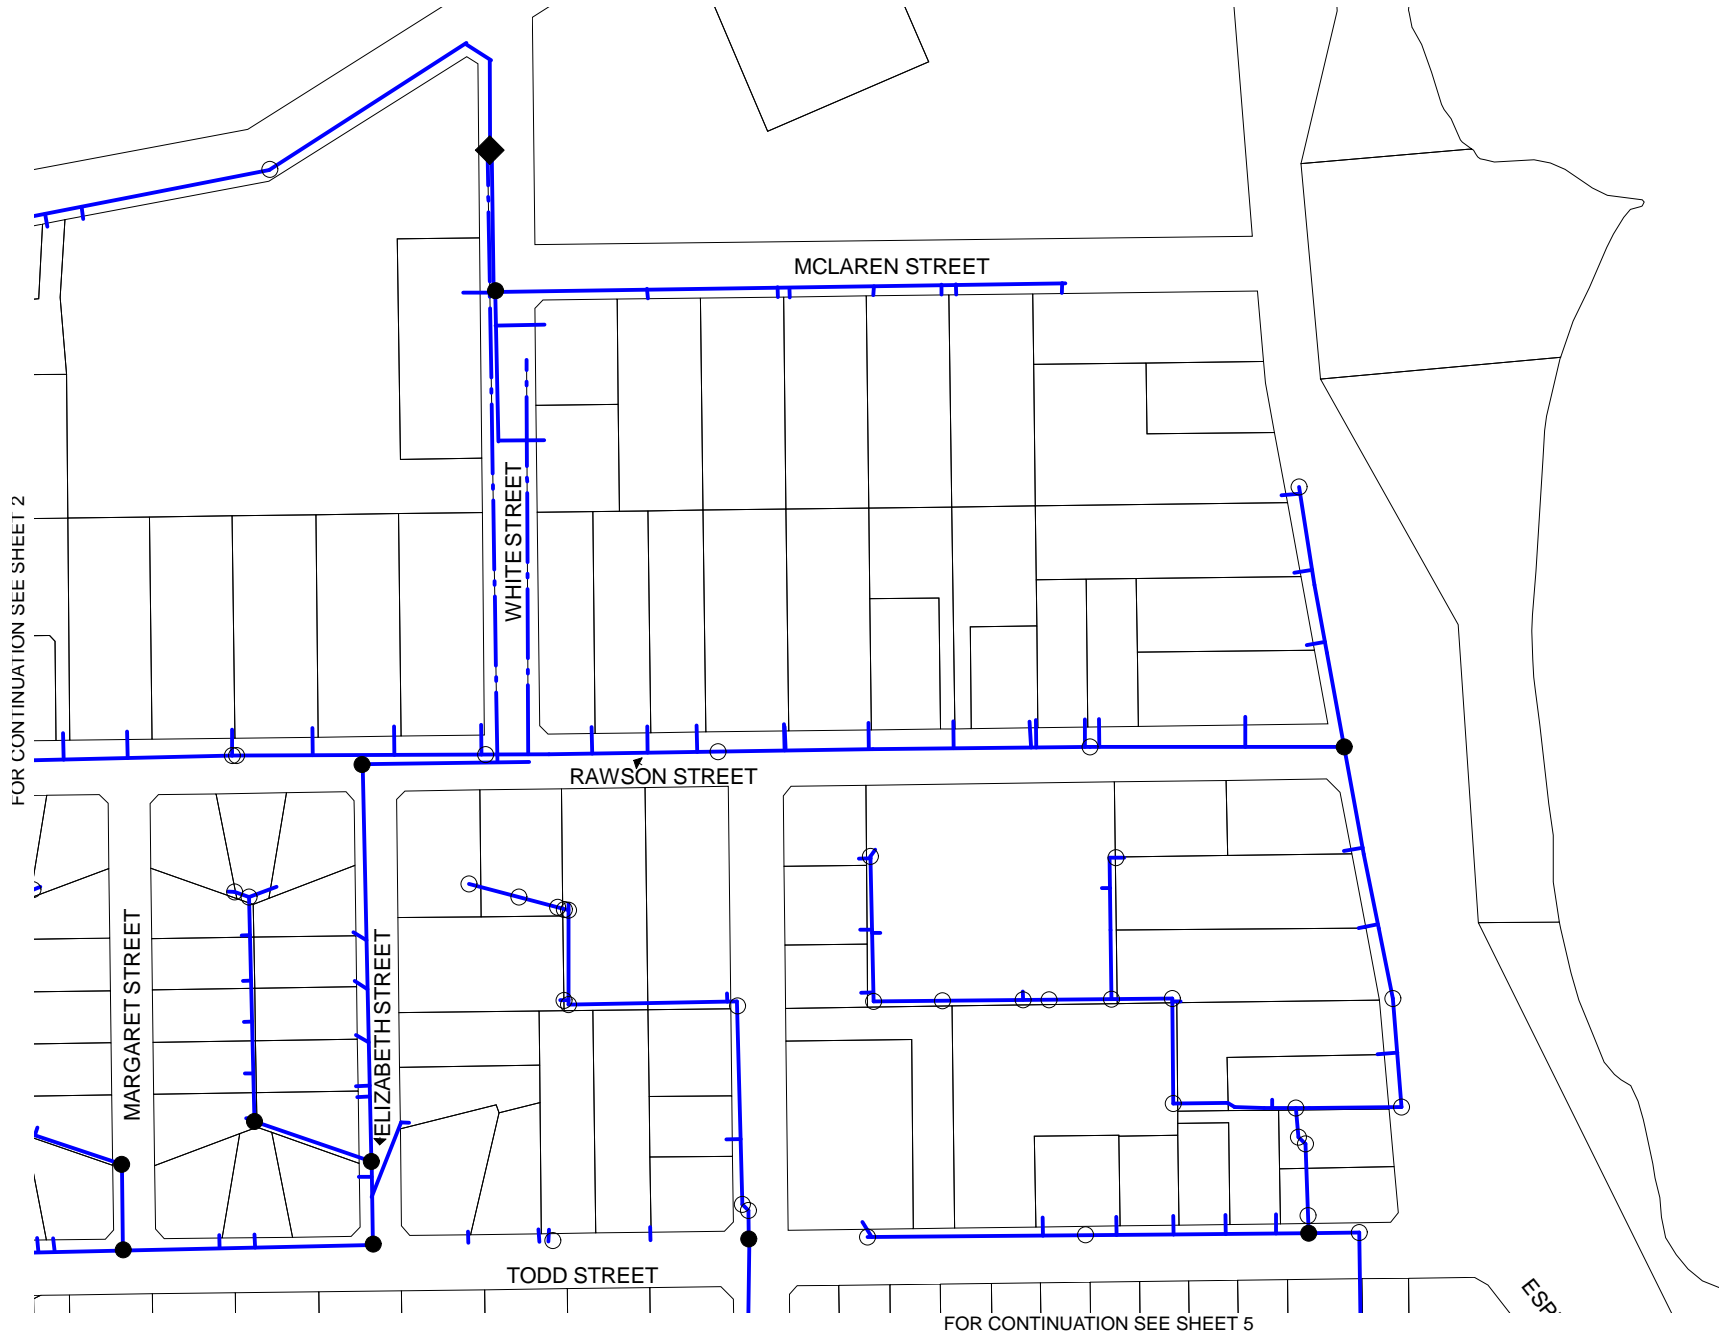 MCLAREN STREET
WHITE STREET
FOR CONTINUATION SEE SHEET 2
RAWSON STREET
MARGARET STREET
ELIZABETH STREET
TODD STREET
ESP
FOR CONTINUATION SEE SHEET 5